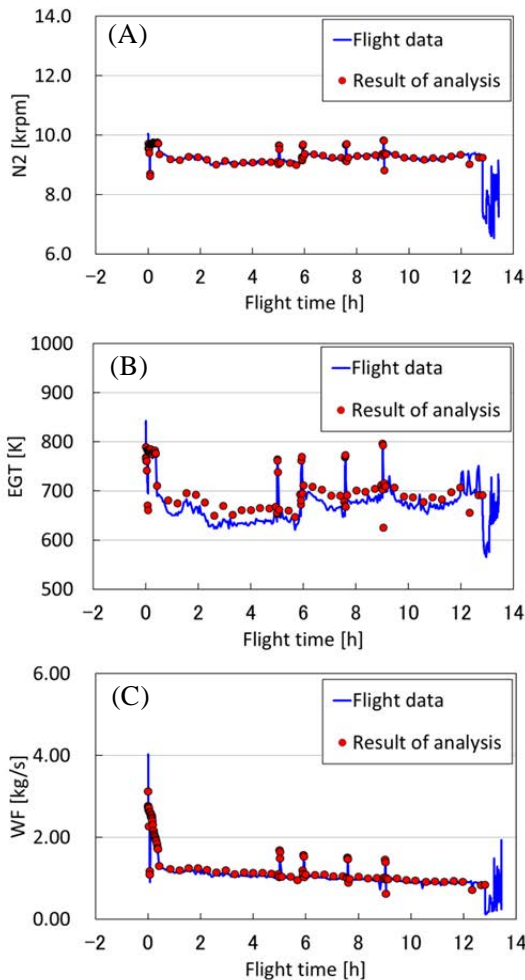 (A)
Flight data
Result of analysis
N2 [krpm]
14.0
12.0
10.0
8.0
6.0
−2 0 2 4 6 8 10 12 14
Flight time [h]
(B)
Flight data
Result of analysis
EGT [K]
1000
900
800
700
600
500
−2 0 2 4 6 8 10 12 14
Flight time [h]
(C)
Flight data
Result of analysis
WF [kg/s]
6.00
4.00
2.00
0.00
−2 0 2 4 6 8 10 12 14
Flight time [h]